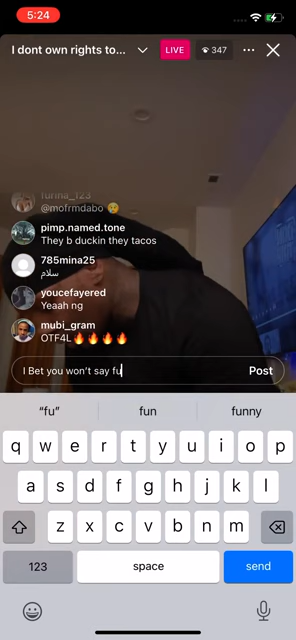 5:24
I dont own rights to...
LIVE
347
furina_123
@mofrmdabo 🤨
pimp.named.tone
They b duckin they tacos
785mina25
سلام
youcefayered
Yeaah ng
mubi_gram
OTF4L🔥🔥🔥🔥
I Bet you won't say fu
Post
"fu"
fun
funny
q w e r t y u i o p
a s d f g h j k l
z x c v b n m
123
space
send